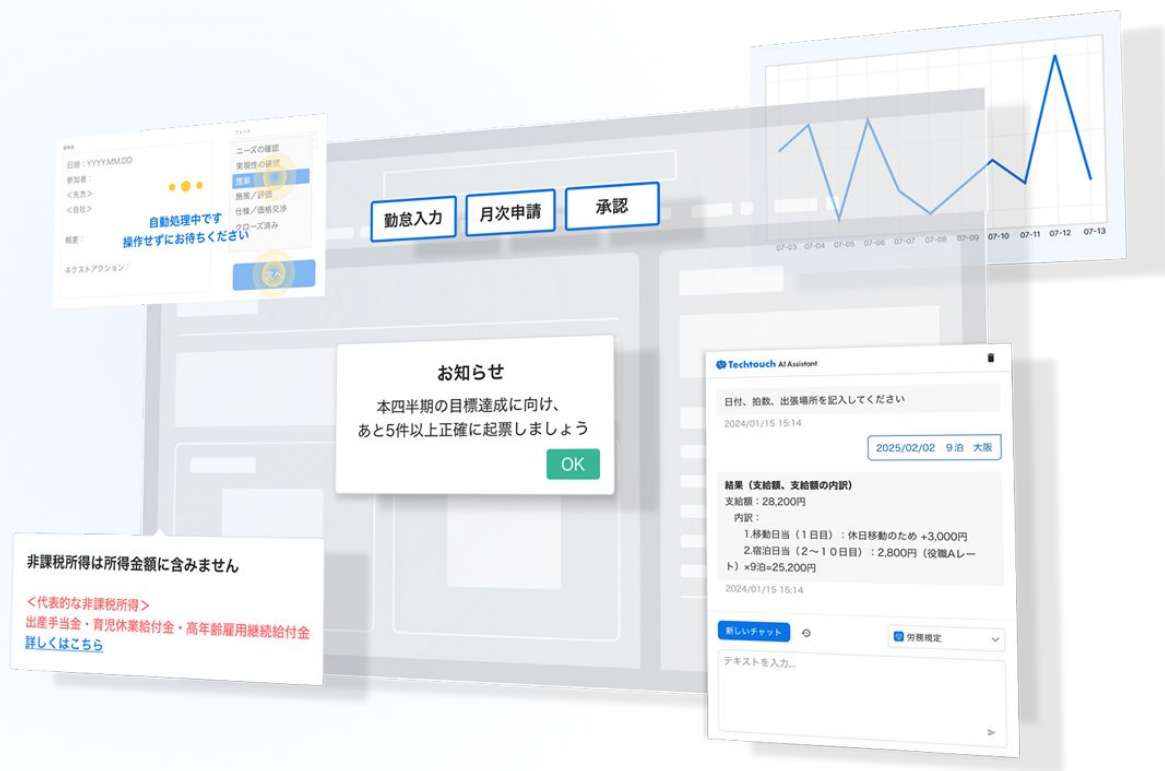 日時：YYYY.MM.DD
参加者：
＜先方＞
＜自社＞
概要：
ネクストアクション：
自動処理中です
操作せずにお待ちください
フェーズ
ニーズの確認
実現性の確認
提案
施策／評価
仕様／価格交渉
クローズ済み
次へ
勤怠入力
月次申請
承認
07-03 07-04 07-05 07-06 07-07 07-08 07-09 07-10 07-11 07-12 07-13
お知らせ
本四半期の目標達成に向け、
あと5件以上正確に起票しましょう
OK
非課税所得は所得金額に含みません
＜代表的な非課税所得＞
出産手当金・育児休業給付金・高年齢雇用継続給付金
詳しくはこちら
Techtouch AI Assistant
日付、拍数、出張場所を記入してください
2024/01/15 15:14
2025/02/02　9泊　大阪
結果（支給額、支給額の内訳）
支給額：28,200円
内訳：
1.移動日当（1日目）：休日移動のため +3,000円
2.宿泊日当（2～10日目）：2,800円（役職Aレー
ト）×9泊=25,200円
2024/01/15 15:14
新しいチャット
労務規定
テキストを入力...